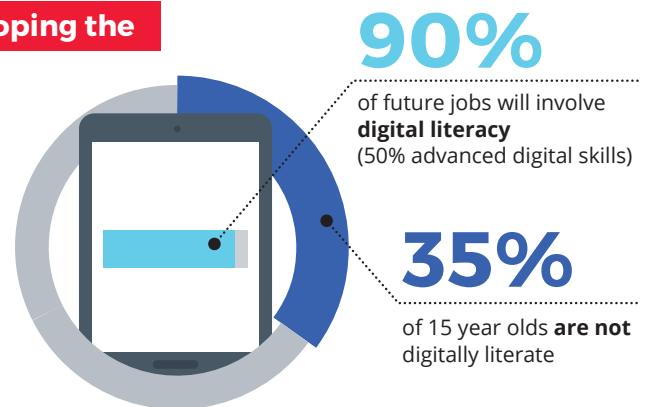 oping the
90%
of future jobs will involve
digital literacy
(50% advanced digital skills)
35%
of 15 year olds are not
digitally literate